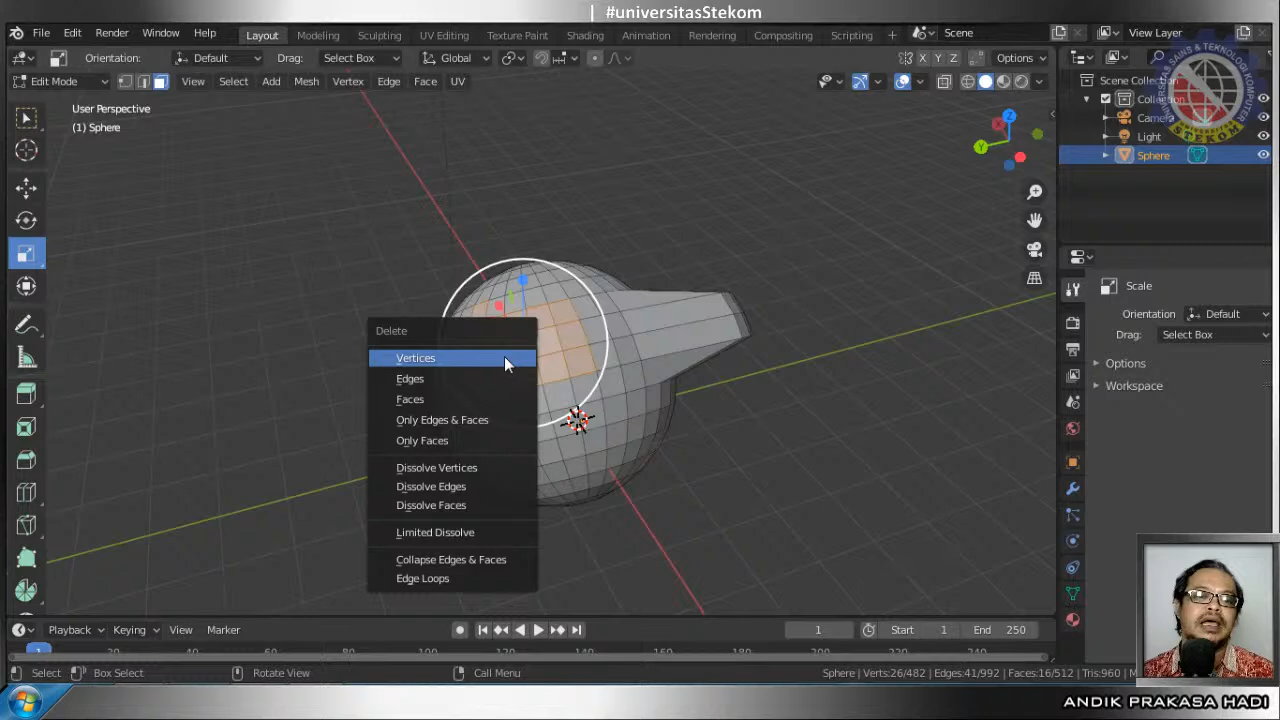 | #universitasStekom
File Edit Render Window Help Layout Modeling Sculpting UV Editing Texture Paint Shading Animation Rendering Compositing Scripting Scene View Layer
Orientation: Default Drag: Select Box Global X Y Z Options
Edit Mode View Select Add Mesh Vertex Edge Face UV
User Perspective
(1) Sphere
Scene Collection
Camera
Light
Sphere
Z
Y
Delete
Vertices
Edges
Faces
Only Edges & Faces
Only Faces
Dissolve Vertices
Dissolve Edges
Dissolve Faces
Limited Dissolve
Collapse Edges & Faces
Edge Loops
Scale
Orientation: Default
Drag: Select Box
Options
Workspace
STEKOM
Playback Keying View Marker 1 Start 1 End 250
1 20 100 120 140 160 180 200 220 240
Select Box Select Rotate View Call Menu Sphere | Verts:26/482 | Edges:41/992 | Faces:16/512 | Tris:960 | M
ANDIK PRAKASA HADI